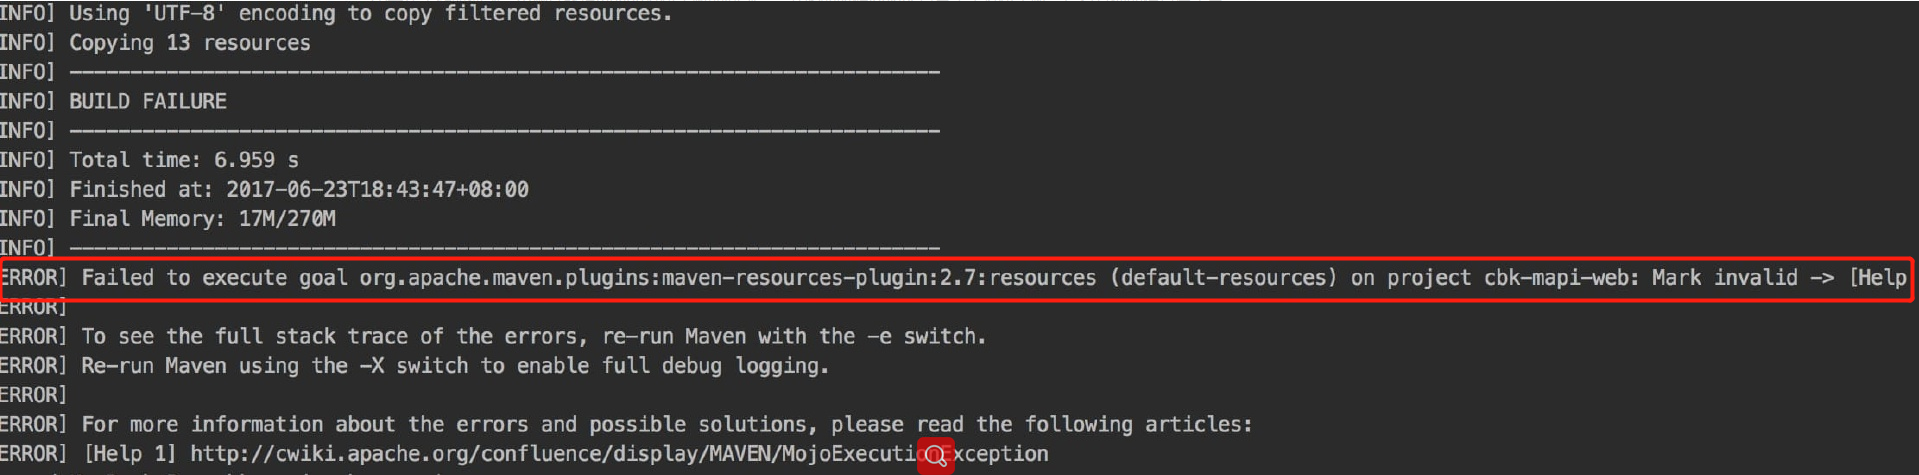 INFO] Using 'UTF-8' encoding to copy filtered resources.
INFO] Copying 13 resources
INFO] ------------------------------------------------------------------------
INFO] BUILD FAILURE
INFO] ------------------------------------------------------------------------
INFO] Total time: 6.959 s
INFO] Finished at: 2017-06-23T18:43:47+08:00
INFO] Final Memory: 17M/270M
INFO] ------------------------------------------------------------------------
ERROR] Failed to execute goal org.apache.maven.plugins:maven-resources-plugin:2.7:resources (default-resources) on project cbk-mapi-web: Mark invalid -> [Help
ERROR]
ERROR] To see the full stack trace of the errors, re-run Maven with the -e switch.
ERROR] Re-run Maven using the -X switch to enable full debug logging.
ERROR]
ERROR] For more information about the errors and possible solutions, please read the following articles:
ERROR] [Help 1] http://cwiki.apache.org/confluence/display/MAVEN/MojoExecutionException